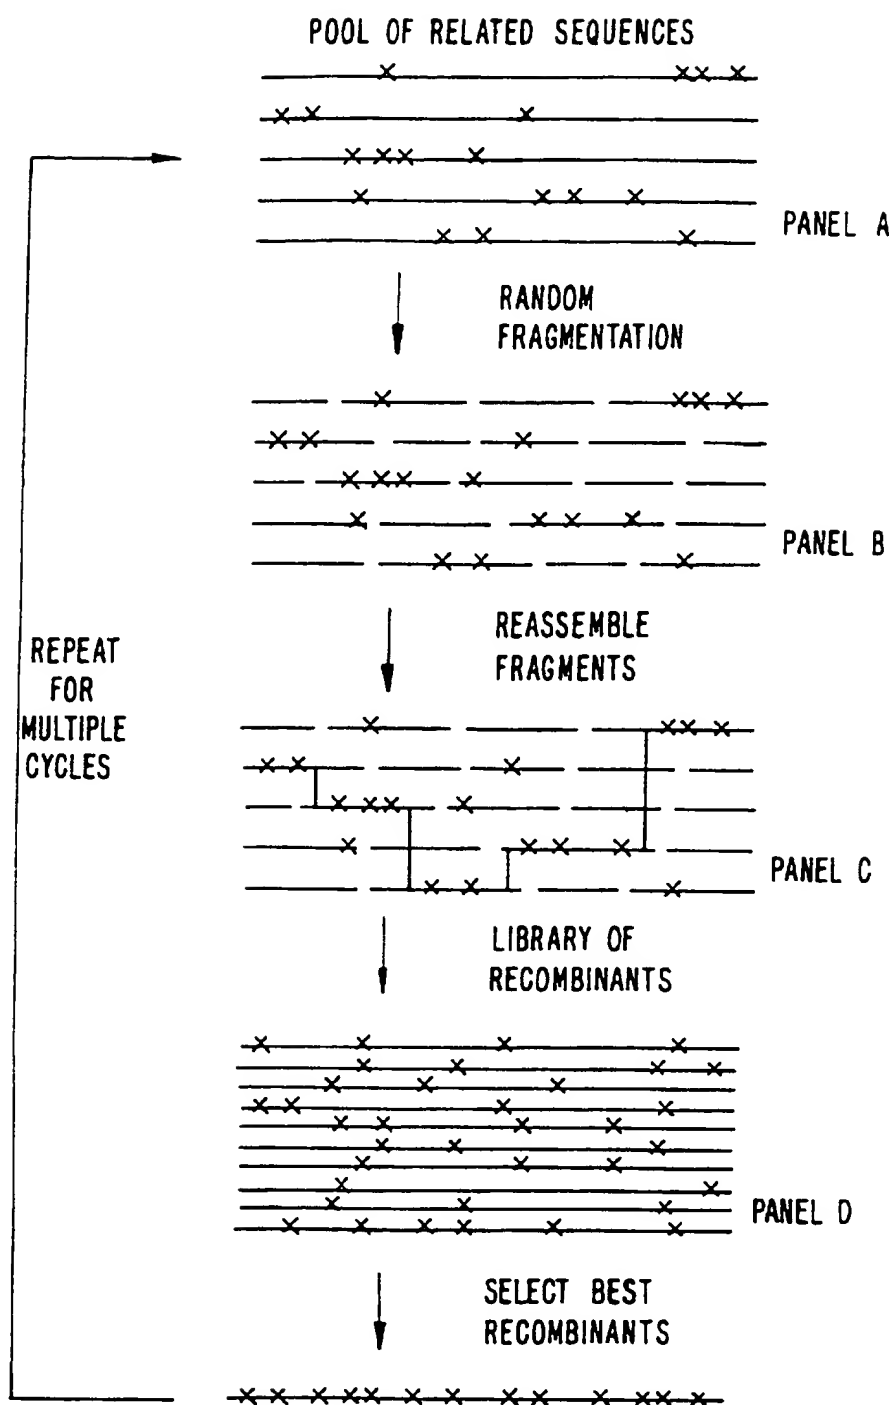 POOL OF RELATED SEQUENCES
PANEL A
RANDOM
FRAGMENTATION
PANEL B
REASSEMBLE
FRAGMENTS
REPEAT
FOR
MULTIPLE
CYCLES
PANEL C
LIBRARY OF
RECOMBINANTS
PANEL D
SELECT BEST
RECOMBINANTS